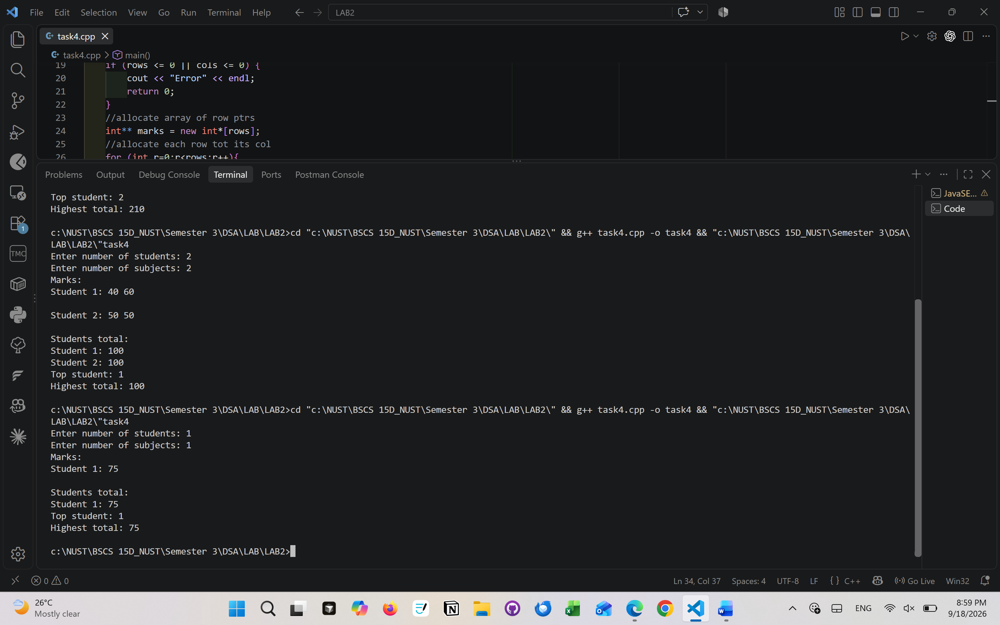 File Edit Selection View Go Run Terminal Help
LAB2
task4.cpp
task4.cpp > main()
19 if (rows <= 0 || cols <= 0) {
20 cout << "Error" << endl;
21 return 0;
22 }
23 //allocate array of row ptrs
24 int** marks = new int*[rows];
25 //allocate each row tot its col
26 for (int r=0;r<rows;r++){
Problems Output Debug Console Terminal Ports Postman Console
JavaSE...
Code
Top student: 2
Highest total: 210
c:\NUST\BSCS 15D_NUST\Semester 3\DSA\LAB\LAB2>cd "c:\NUST\BSCS 15D_NUST\Semester 3\DSA\LAB\LAB2\" && g++ task4.cpp -o task4 && "c:\NUST\BSCS 15D_NUST\Semester 3\DSA\
LAB\LAB2\"task4
Enter number of students: 2
Enter number of subjects: 2
Marks:
Student 1: 40 60
Student 2: 50 50
Students total:
Student 1: 100
Student 2: 100
Top student: 1
Highest total: 100
c:\NUST\BSCS 15D_NUST\Semester 3\DSA\LAB\LAB2>cd "c:\NUST\BSCS 15D_NUST\Semester 3\DSA\LAB\LAB2\" && g++ task4.cpp -o task4 && "c:\NUST\BSCS 15D_NUST\Semester 3\DSA\
LAB\LAB2\"task4
Enter number of students: 1
Enter number of subjects: 1
Marks:
Student 1: 75
Students total:
Student 1: 75
Top student: 1
Highest total: 75
c:\NUST\BSCS 15D_NUST\Semester 3\DSA\LAB\LAB2>
1
TMC
0 0
Ln 34, Col 37 Spaces: 4 UTF-8 LF { } C++ Go Live Win32
26°C
Mostly clear
ENG
8:59 PM
9/18/2026